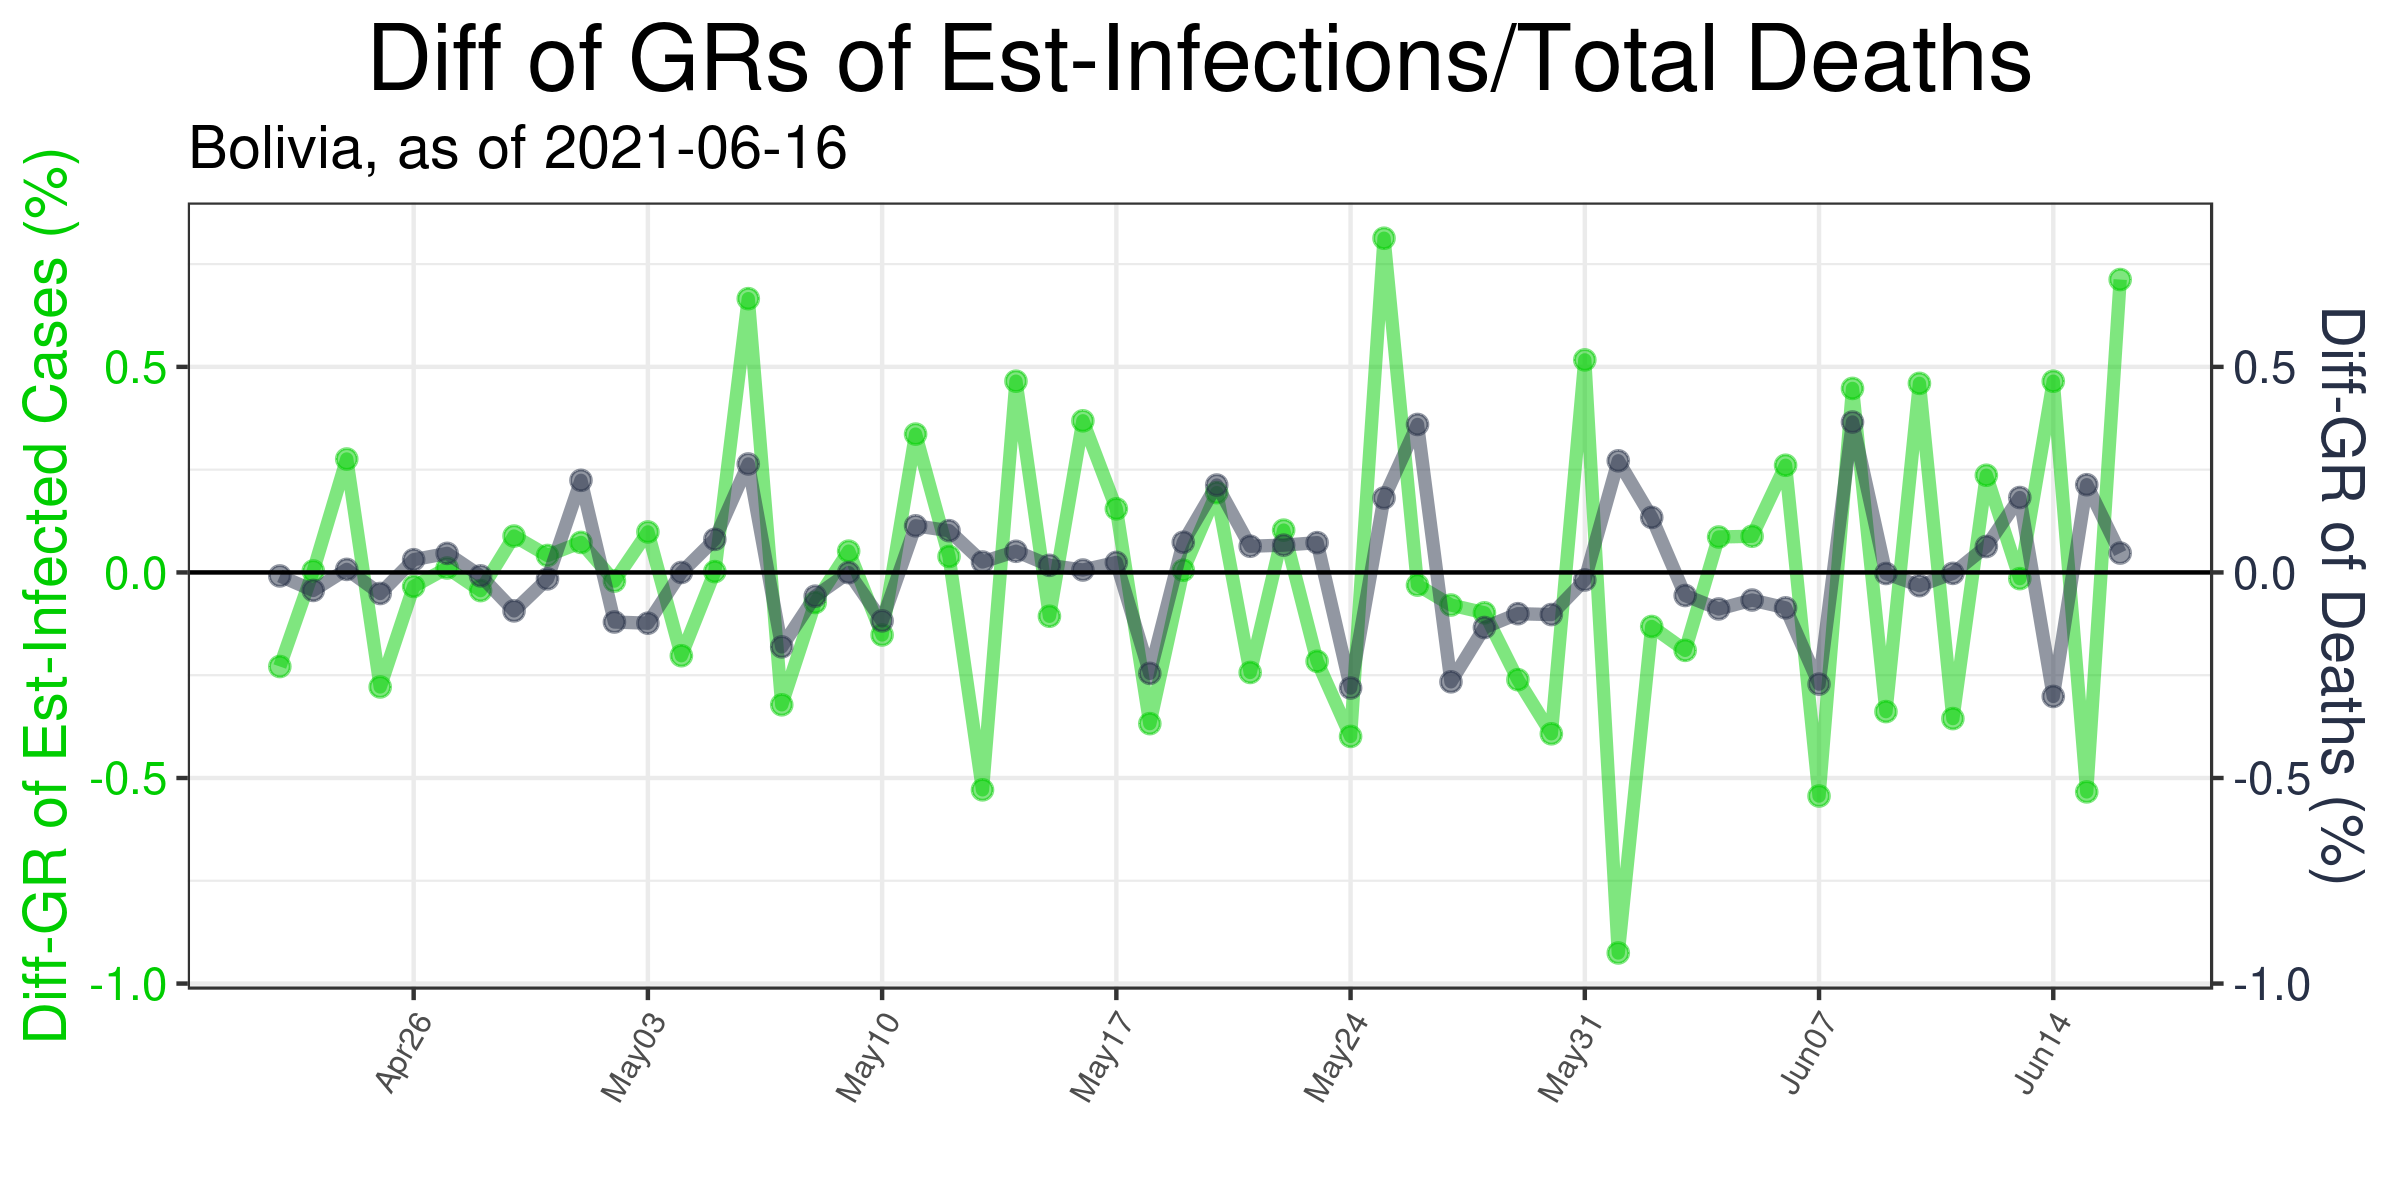 Diff of GRs of Est-Infections/Total Deaths
Bolivia, as of 2021-06-16
Diff-GR of Est-Infected Cases (%)
0.5
0.0
-0.5
-1.0
0.5
0.0
-0.5
-1.0
Diff-GR of Deaths (%)
Apr26
May03
May10
May17
May24
May31
Jun07
Jun14